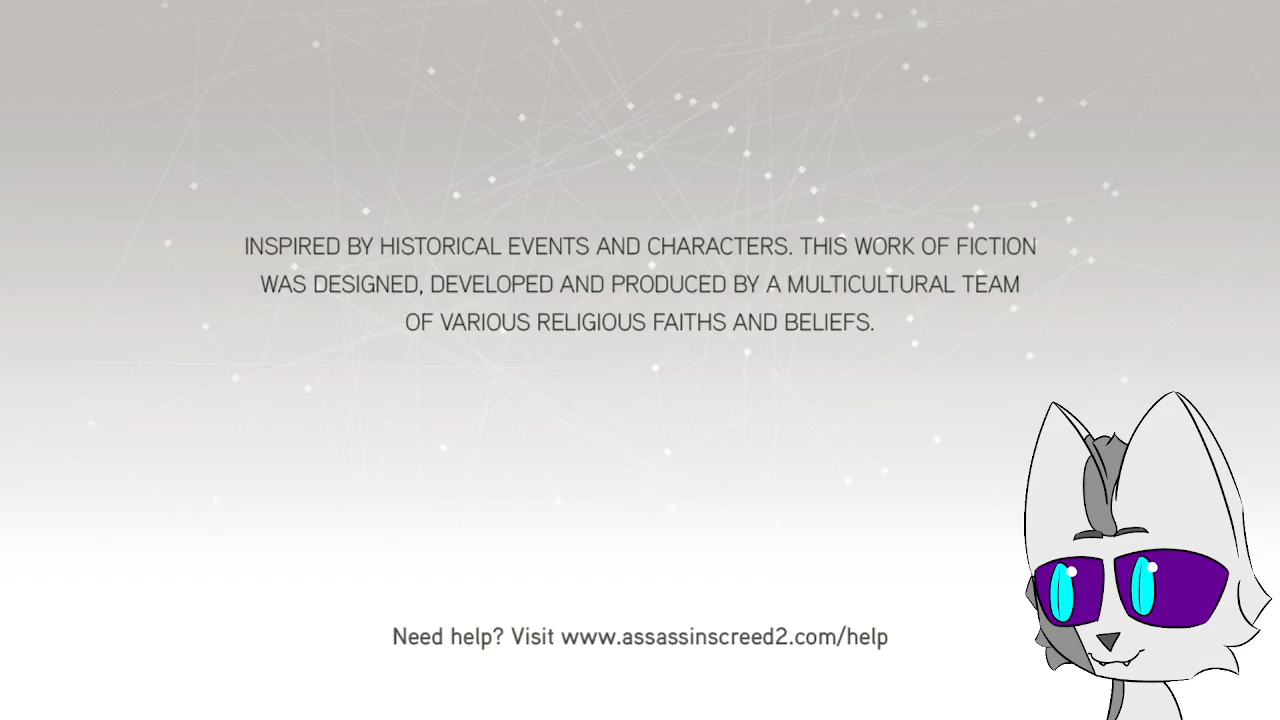 INSPIRED BY HISTORICAL EVENTS AND CHARACTERS. THIS WORK OF FICTION
WAS DESIGNED, DEVELOPED AND PRODUCED BY A MULTICULTURAL TEAM
OF VARIOUS RELIGIOUS FAITHS AND BELIEFS.
Need help? Visit www.assassinscreed2.com/help